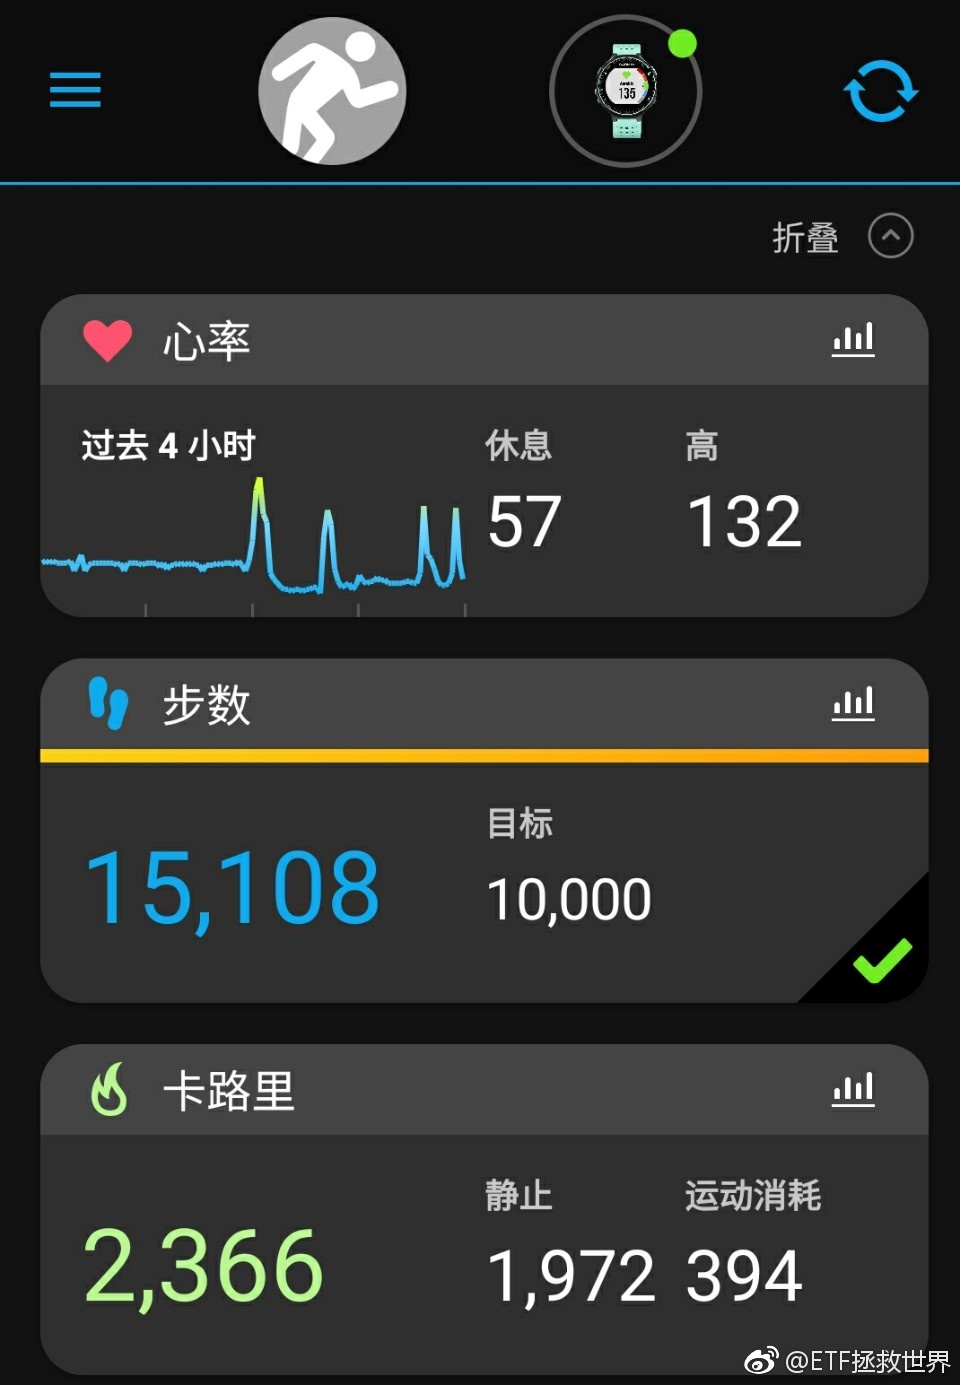 135
折叠
心率
过去 4 小时
休息 高
57 132
步数
目标
15,108 10,000
卡路里
静止 运动消耗
2,366 1,972 394
@ETF拯救世界